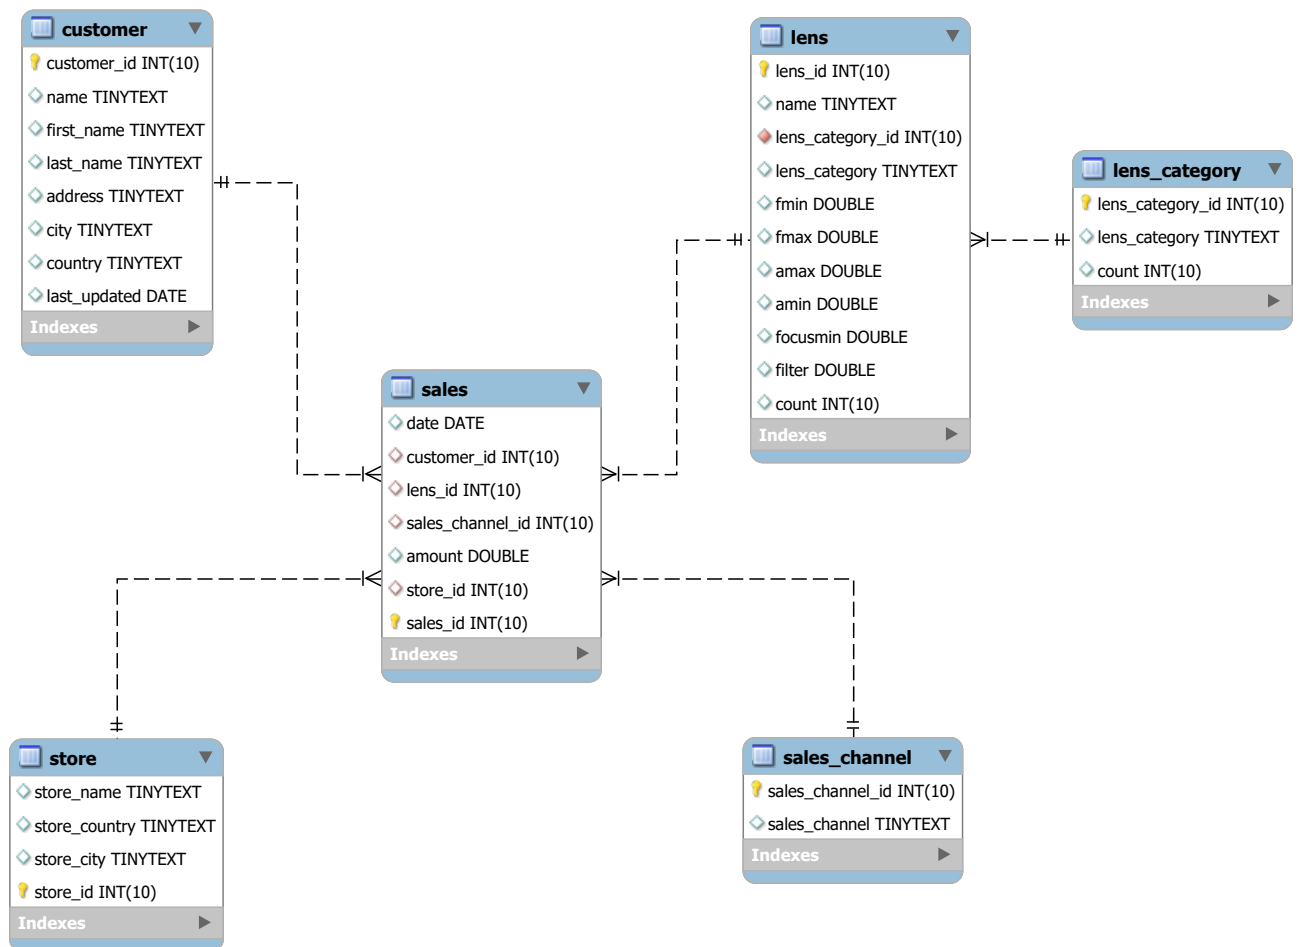 customer
customer_id INT(10)
name TINYTEXT
first_name TINYTEXT
last_name TINYTEXT
address TINYTEXT
city TINYTEXT
country TINYTEXT
last_updated DATE
Indexes
lens
lens_id INT(10)
name TINYTEXT
lens_category_id INT(10)
lens_category TINYTEXT
fmin DOUBLE
fmax DOUBLE
amax DOUBLE
amin DOUBLE
focusmin DOUBLE
filter DOUBLE
count INT(10)
Indexes
lens_category
lens_category_id INT(10)
lens_category TINYTEXT
count INT(10)
Indexes
sales
date DATE
customer_id INT(10)
lens_id INT(10)
sales_channel_id INT(10)
amount DOUBLE
store_id INT(10)
sales_id INT(10)
Indexes
store
store_name TINYTEXT
store_country TINYTEXT
store_city TINYTEXT
store_id INT(10)
Indexes
sales_channel
sales_channel_id INT(10)
sales_channel TINYTEXT
Indexes